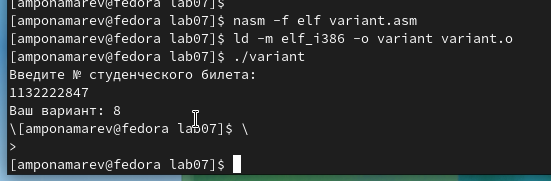 [amponamarev@fedora lab07]$
[amponamarev@fedora lab07]$ nasm -f elf variant.asm
[amponamarev@fedora lab07]$ ld -m elf_i386 -o variant variant.o
[amponamarev@fedora lab07]$ ./variant
Введите № студенческого билета:
1132222847
Ваш вариант: 8
\[amponamarev@fedora lab07]$ \
>
[amponamarev@fedora lab07]$